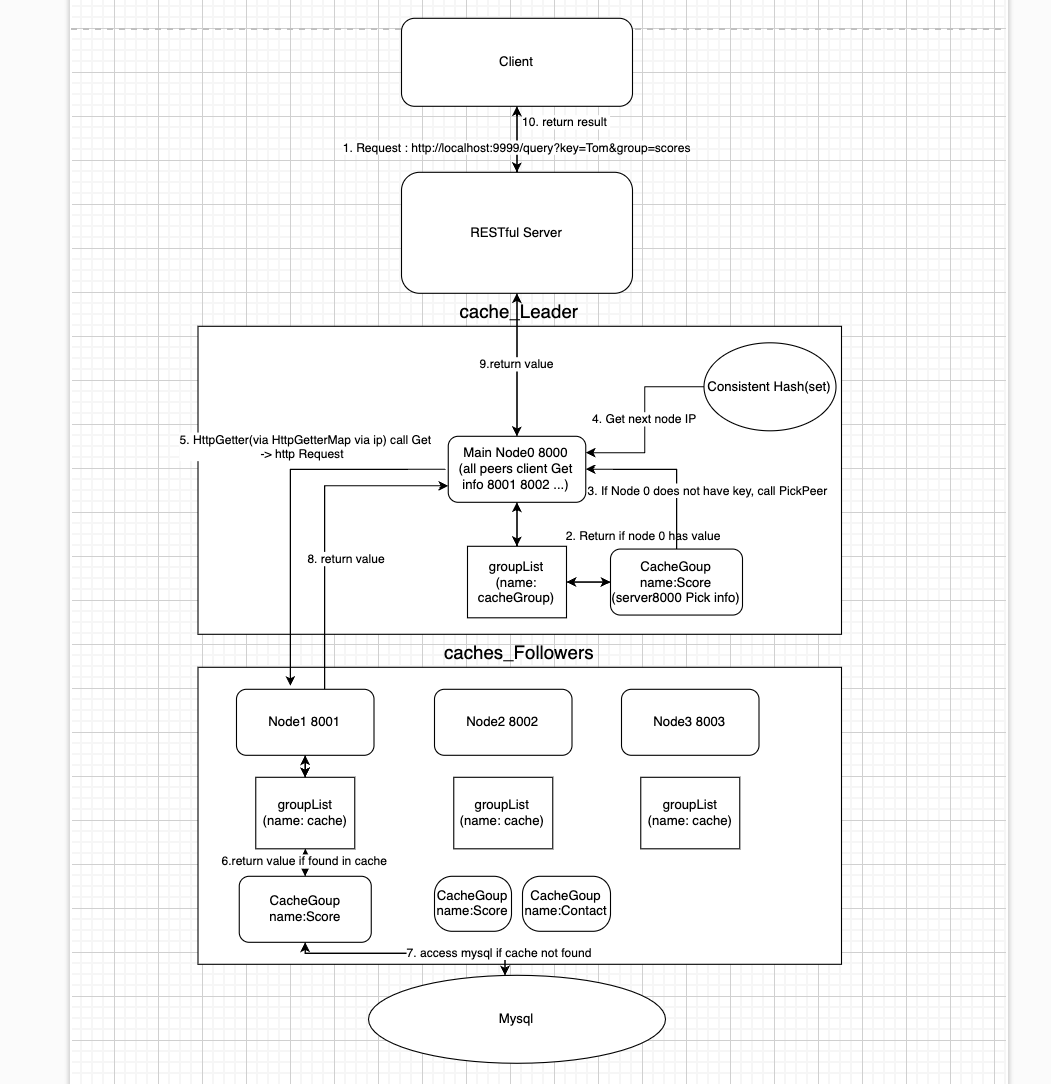 Client
10. return result
1. Request : http://localhost:9999/query?key=Tom&group=scores
RESTful Server
cache_Leader
9.return value
Consistent Hash(set)
4. Get next node IP
5. HttpGetter(via HttpGetterMap via ip) call Get
-> http Request
Main Node0 8000
(all peers client Get
info 8001 8002 ...)
3. If Node 0 does not have key, call PickPeer
2. Return if node 0 has value
8. return value
groupList
(name:
cacheGroup)
CacheGoup
name:Score
(server8000 Pick info)
caches_Followers
Node1 8001
Node2 8002
Node3 8003
groupList
(name: cache)
groupList
(name: cache)
groupList
(name: cache)
6.return value if found in cache
CacheGoup
name:Score
CacheGoup
name:Score
CacheGoup
name:Contact
7. access mysql if cache not found
Mysql